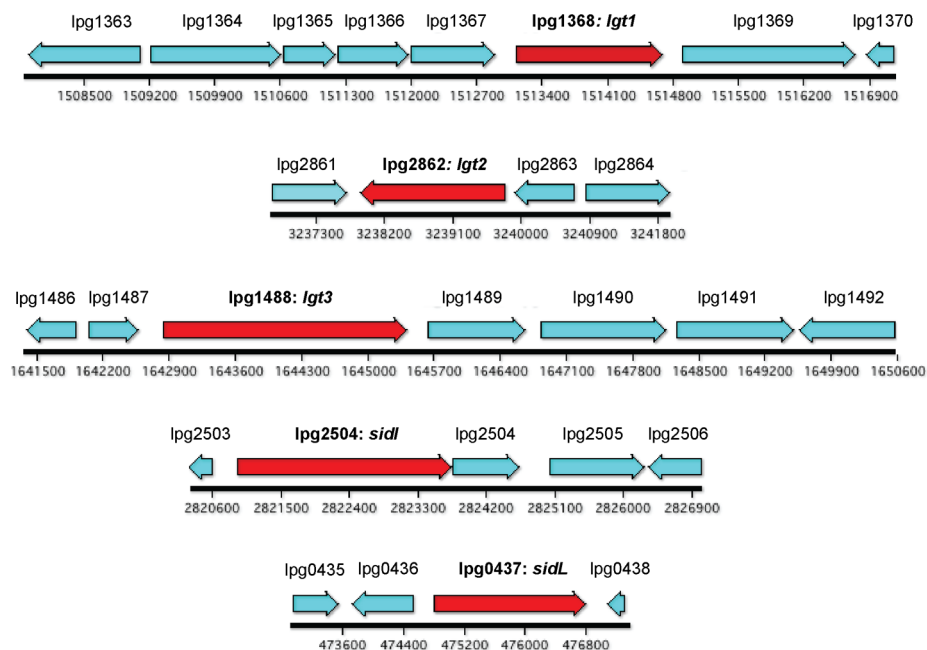 lpg1363 lpg1364 lpg1365 lpg1366 lpg1367 lpg1368: lgt1 lpg1369 lpg1370
1508500 1509200 1509900 1510600 1511300 1512000 1512700 1513400 1514100 1514800 1515500 1516200 1516900
lpg2861 lpg2862: lgt2 lpg2863 lpg2864
3237300 3238200 3239100 3240000 3240900 3241800
lpg1486 lpg1487 lpg1488: lgt3 lpg1489 lpg1490 lpg1491 lpg1492
1641500 1642200 1642900 1643600 1644300 1645000 1645700 1646400 1647100 1647800 1648500 1649200 1649900 1650600
lpg2503 lpg2504: sidI lpg2504 lpg2505 lpg2506
2820600 2821500 2822400 2823300 2824200 2825100 2826000 2826900
lpg0435 lpg0436 lpg0437: sidL lpg0438
473600 474400 475200 476000 476800